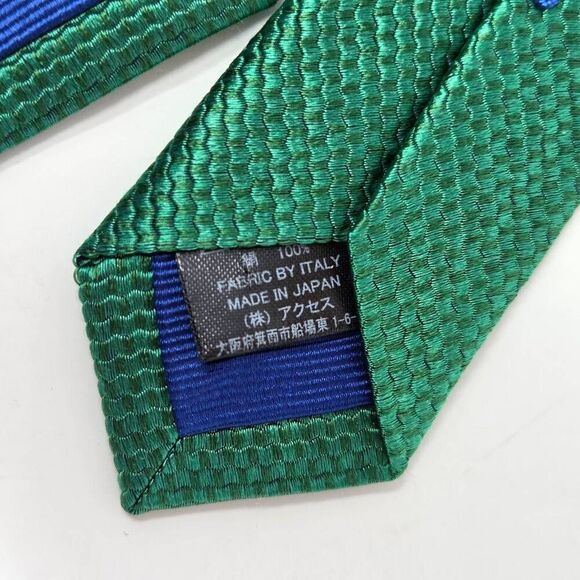 絹 100%
FABRIC BY ITALY
MADE IN JAPAN
(株) アクセス
大阪府箕面市船場東 1-6-